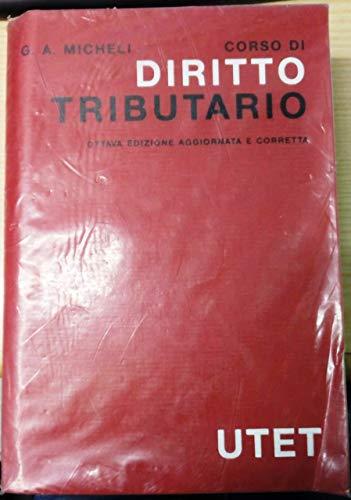 G. A. MICHELI CORSO DI
DIRITTO
TRIBUTARIO
OTTAVA EDIZIONE AGGIORNATA E CORRETTA
UTET